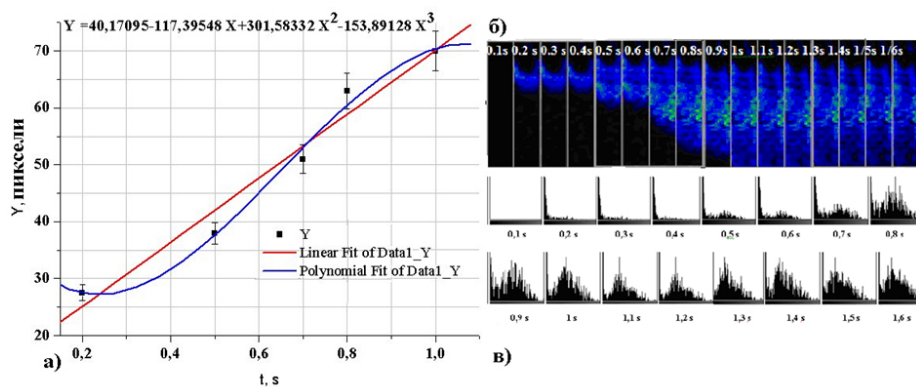 Y =40,17095-117,39548 X+301,58332 X² -153,89128 X³
70
60
50
40
30
20
Y, пиксели
Y
Linear Fit of Data1_Y
Polynomial Fit of Data1_Y
0,2
0,4
0,6
0,8
1,0
t, s
а)
б)
0.1s 0.2 s 0.3 s 0.4s 0.5 s 0.6 s 0.7s 0.8s 0.9s 1s 1.1s 1.2s 1.3s 1.4s 1/5s 1/6s
0,1 s 0,2 s 0,3 s 0,4 s 0,5s 0,6 s 0,7 s 0,8 s
0,9 s 1 s 1,1 s 1,2 s 1,3 s 1,4 s 1,5 s 1,6 s
в)